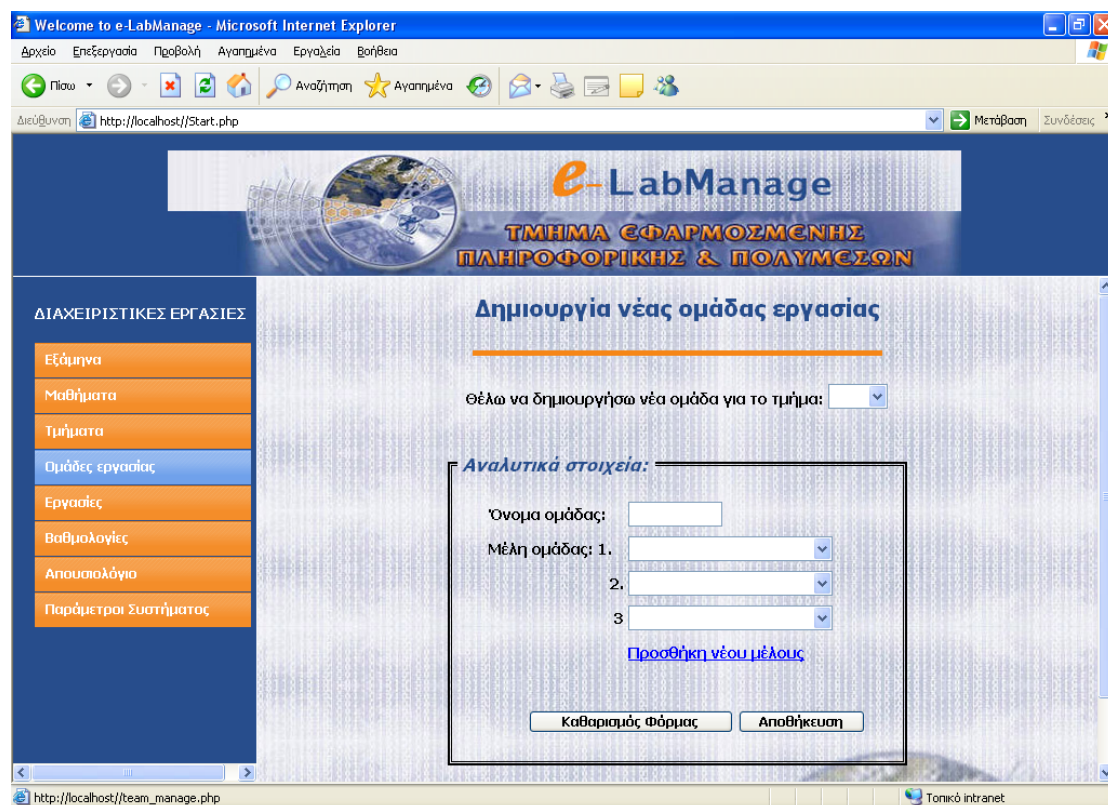 Welcome to e-LabManage - Microsoft Internet Explorer
Αρχείο Επεξεργασία Προβολή Αγαπημένα Εργαλεία Βοήθεια
Πίσω Αναζήτηση Αγαπημένα
Διεύθυνση http://localhost//Start.php Μετάβαση Συνδέσεις
e-LabManage
ΤΜΗΜΑ ΕΦΑΡΜΟΣΜΕΝΗΣ
ΠΛΗΡΟΦΟΡΙΚΗΣ & ΠΟΛΥΜΕΣΩΝ
ΔΙΑΧΕΙΡΙΣΤΙΚΕΣ ΕΡΓΑΣΙΕΣ
Εξάμηνα
Μαθήματα
Τμήματα
Ομάδες εργασίας
Εργασίες
Βαθμολογίες
Απουσιολόγιο
Παράμετροι Συστήματος
Δημιουργία νέας ομάδας εργασίας
Θέλω να δημιουργήσω νέα ομάδα για το τμήμα:
Αναλυτικά στοιχεία:
Όνομα ομάδας:
Μέλη ομάδας: 1.
2.
3
Προσθήκη νέου μέλους
Καθαρισμός Φόρμας Αποθήκευση
http://localhost//team_manage.php Τοπικό intranet